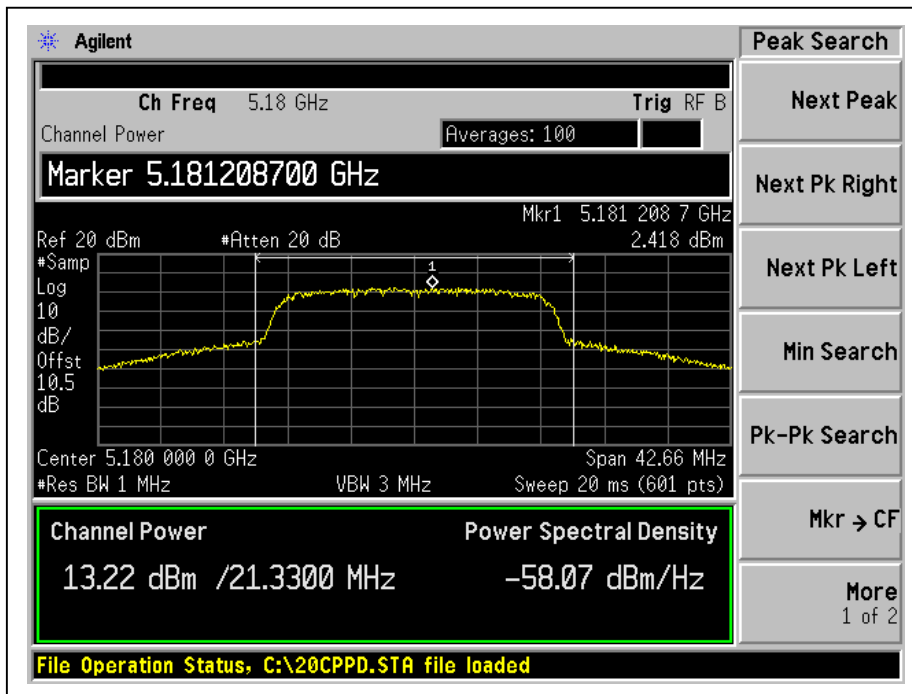 Agilent
Peak Search
Ch Freq 5.18 GHz Trig RF B
Channel Power Averages: 100
Marker 5.181208700 GHz
Mkr1 5.181 208 7 GHz
Ref 20 dBm #Atten 20 dB 2.418 dBm
#Samp
Log
10
dB/
Offst
10.5
dB
1
Center 5.180 000 0 GHz Span 42.66 MHz
#Res BW 1 MHz VBW 3 MHz Sweep 20 ms (601 pts)
Channel Power Power Spectral Density
13.22 dBm /21.3300 MHz -58.07 dBm/Hz
File Operation Status, C:\20CPPD.STA file loaded
Next Peak
Next Pk Right
Next Pk Left
Min Search
Pk-Pk Search
Mkr → CF
More
1 of 2